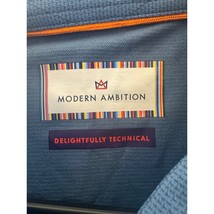 MODERN AMBITION
DELIGHTFULLY TECHNICAL